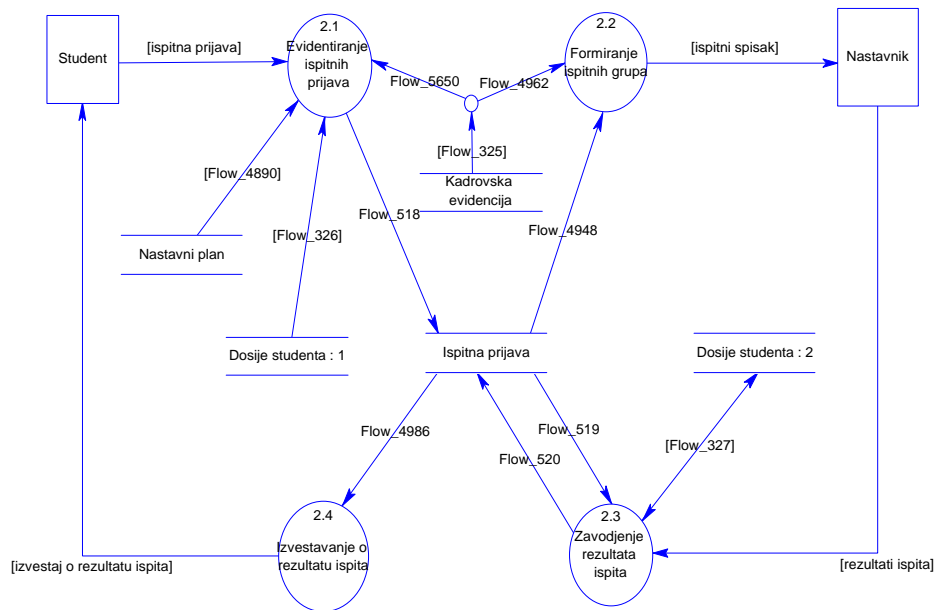 2.1
2.2
Student
[ispitna prijava]
Evidentiranje
ispitnih
prijava
Formiranje
ispitnih grupa
[ispitni spisak]
Nastavnik
Flow_5650
Flow_4962
[Flow_325]
[Flow_4890]
Kadrovska
evidencija
Flow_518
[Flow_326]
Flow_4948
Nastavni plan
Dosije studenta : 1
Ispitna prijava
Dosije studenta : 2
Flow_4986
Flow_519
Flow_520
[Flow_327]
2.4
Izvestavanje o
rezultatu ispita
2.3
Zavodjenje
rezultata
ispita
[izvestaj o rezultatu ispita]
[rezultati ispita]